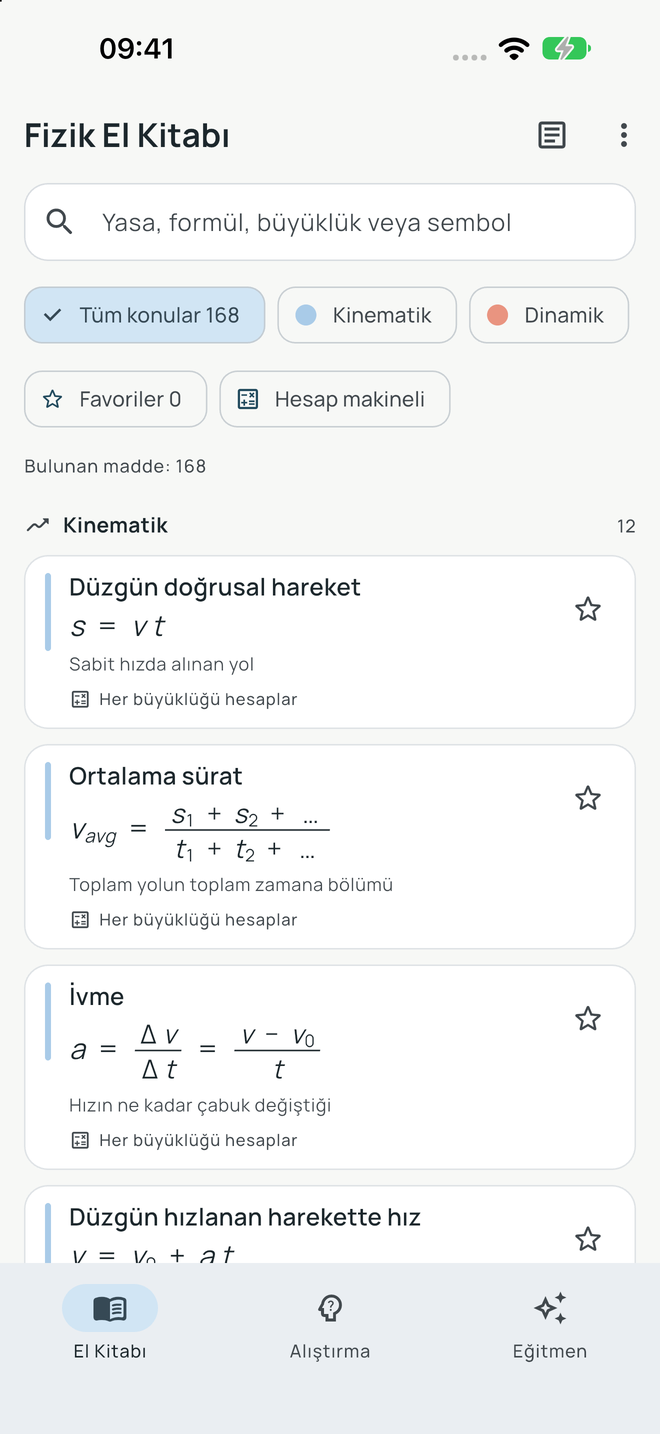 09:41
Fizik El Kitabı
Yasa, formül, büyüklük veya sembol
Tüm konular 168
Kinematik
Dinamik
Favoriler 0
Hesap makineli
Bulunan madde: 168
Kinematik
12
Düzgün doğrusal hareket
s = v t
Sabit hızda alınan yol
Her büyüklüğü hesaplar
Ortalama sürat
v_avg = (s₁ + s₂ + …) / (t₁ + t₂ + …)
Toplam yolun toplam zamana bölümü
Her büyüklüğü hesaplar
İvme
a = Δ v / Δ t = (v − v₀) / t
Hızın ne kadar çabuk değiştiği
Her büyüklüğü hesaplar
Düzgün hızlanan harekette hız
v = v₀ + a t
El Kitabı
Alıştırma
Eğitmen